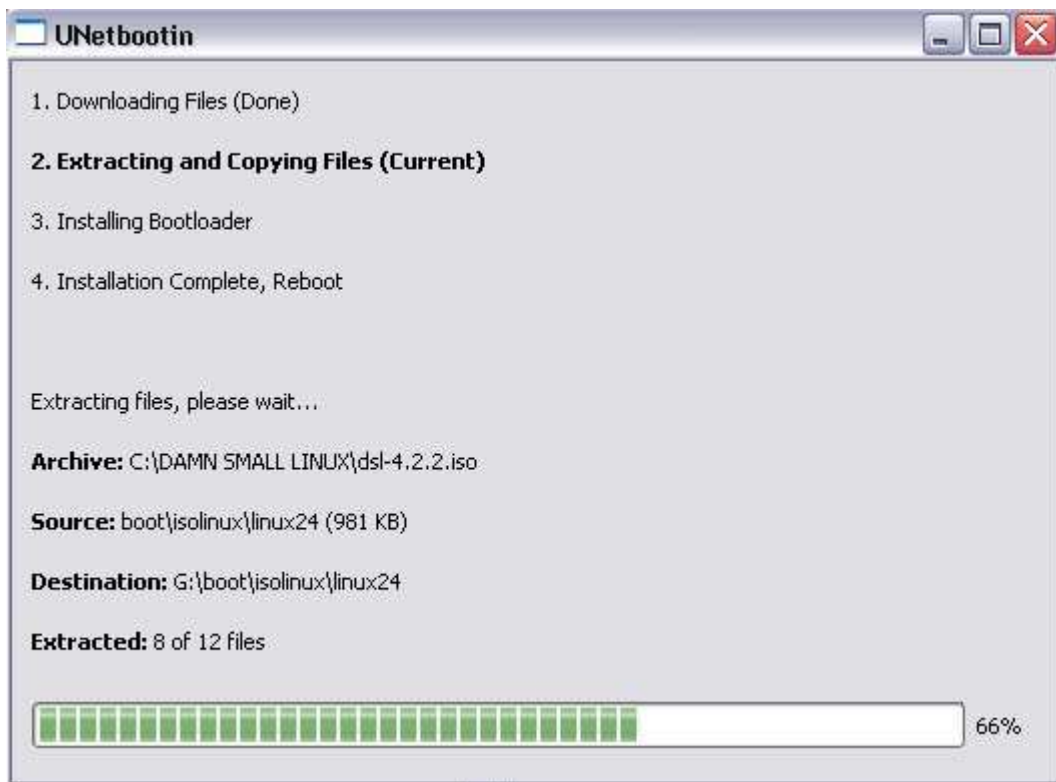 UNetbootin
1. Downloading Files (Done)
2. Extracting and Copying Files (Current)
3. Installing Bootloader
4. Installation Complete, Reboot
Extracting files, please wait...
Archive: C:\DAMN SMALL LINUX\dsl-4.2.2.iso
Source: boot\isolinux\linux24 (981 KB)
Destination: G:\boot\isolinux\linux24
Extracted: 8 of 12 files
66%